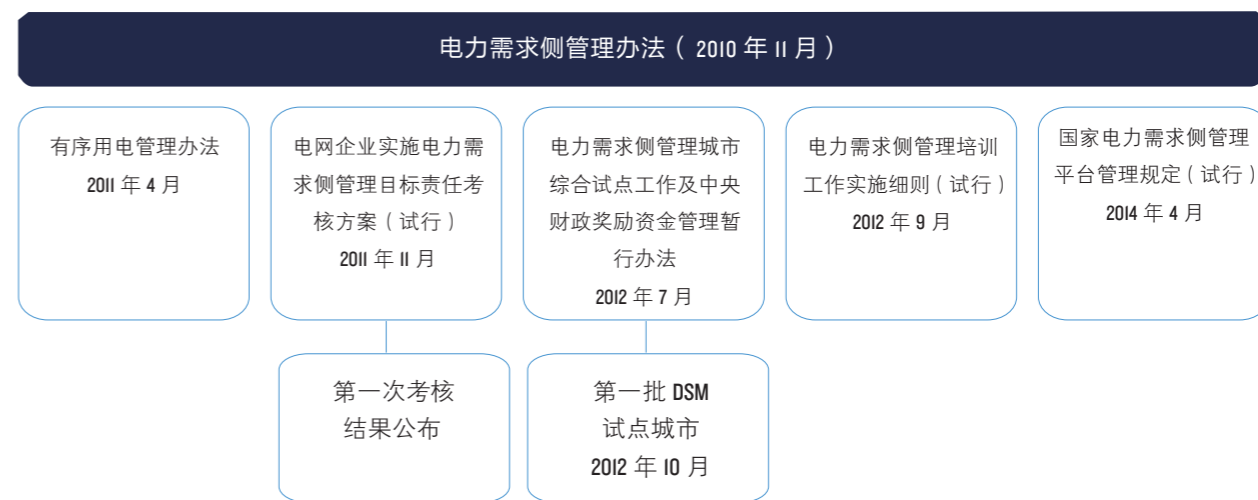 电力需求侧管理办法（ 2010 年 11 月 ）
有序用电管理办法
2011 年 4 月
电网企业实施电力需
求侧管理目标责任考
核方案（试行）
2011 年 11 月
电力需求侧管理城市
综合试点工作及中央
财政奖励资金管理暂
行办法
2012 年 7 月
电力需求侧管理培训
工作实施细则（试行）
2012 年 9 月
国家电力需求侧管理
平台管理规定（试行）
2014 年 4 月
第一次考核
结果公布
第一批 DSM
试点城市
2012 年 10 月